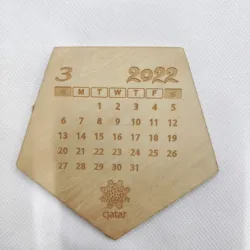 3 2022
S M T W T F S
1 2 3 4 5
6 7 8 9 10 11 12
13 14 15 16 17 18 19
20 21 22 23 24 25 26
27 28 29 30 31
qatar